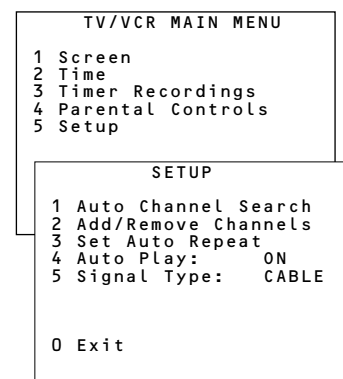 TV/VCR MAIN MENU
1 Screen
2 Time
3 Timer Recordings
4 Parental Controls
5 Setup
SETUP
1 Auto Channel Search
2 Add/Remove Channels
3 Set Auto Repeat
4 Auto Play: ON
5 Signal Type: CABLE
0 Exit